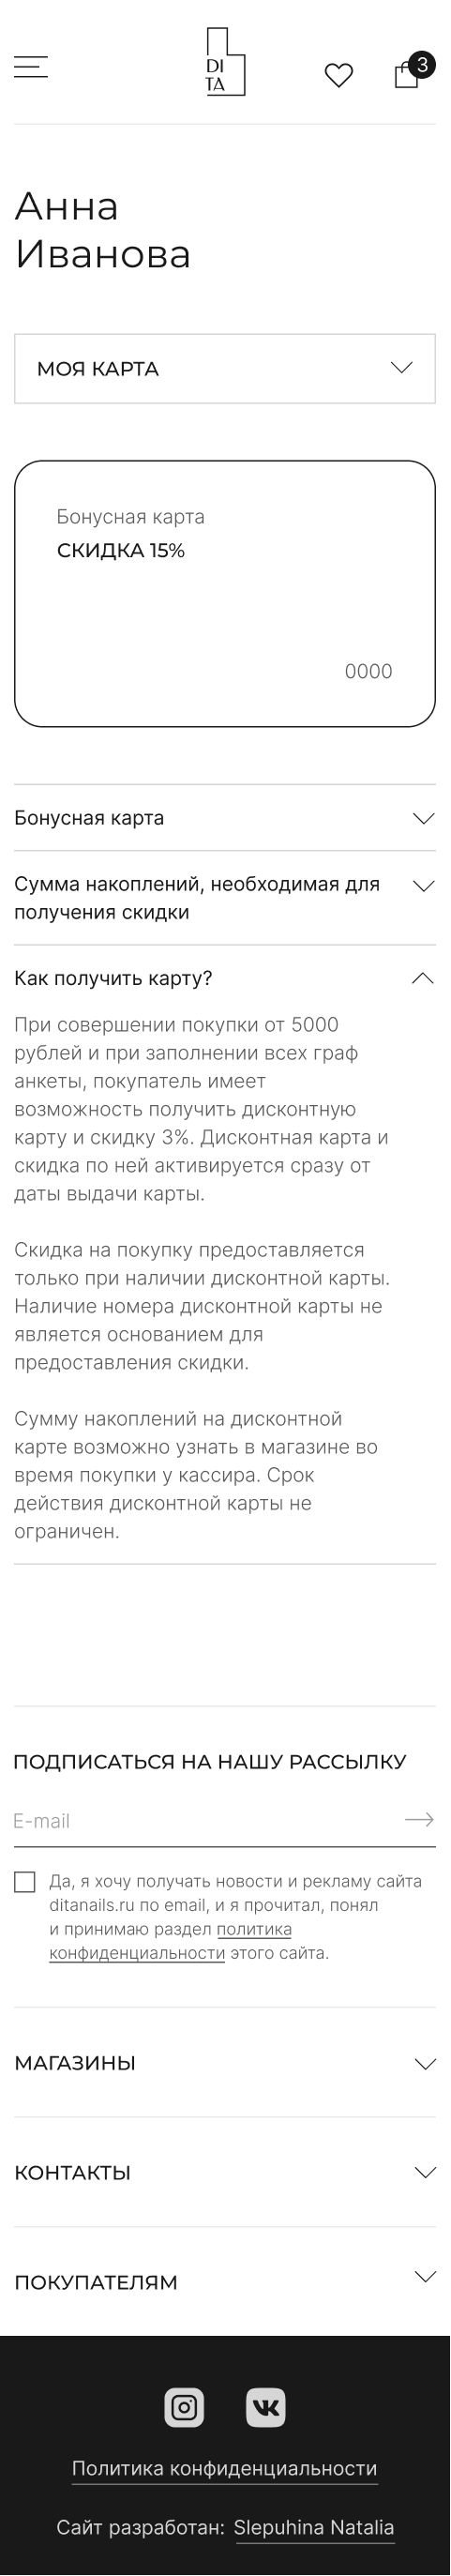 DI
TA
3
Анна
Иванова
МОЯ КАРТА
Бонусная карта
СКИДКА 15%
0000
Бонусная карта
Сумма накоплений, необходимая для
получения скидки
Как получить карту?
При совершении покупки от 5000
рублей и при заполнении всех граф
анкеты, покупатель имеет
возможность получить дисконтную
карту и скидку 3%. Дисконтная карта и
скидка по ней активируется сразу от
даты выдачи карты.
Скидка на покупку предоставляется
только при наличии дисконтной карты.
Наличие номера дисконтной карты не
является основанием для
предоставления скидки.
Сумму накоплений на дисконтной
карте возможно узнать в магазине во
время покупки у кассира. Срок
действия дисконтной карты не
ограничен.
ПОДПИСАТЬСЯ НА НАШУ РАССЫЛКУ
E-mail
Да, я хочу получать новости и рекламу сайта
ditanails.ru по email, и я прочитал, понял
и принимаю раздел политика
конфиденциальности этого сайта.
МАГАЗИНЫ
КОНТАКТЫ
ПОКУПАТЕЛЯМ
Политика конфиденциальности
Сайт разработан: Slepuhina Natalia